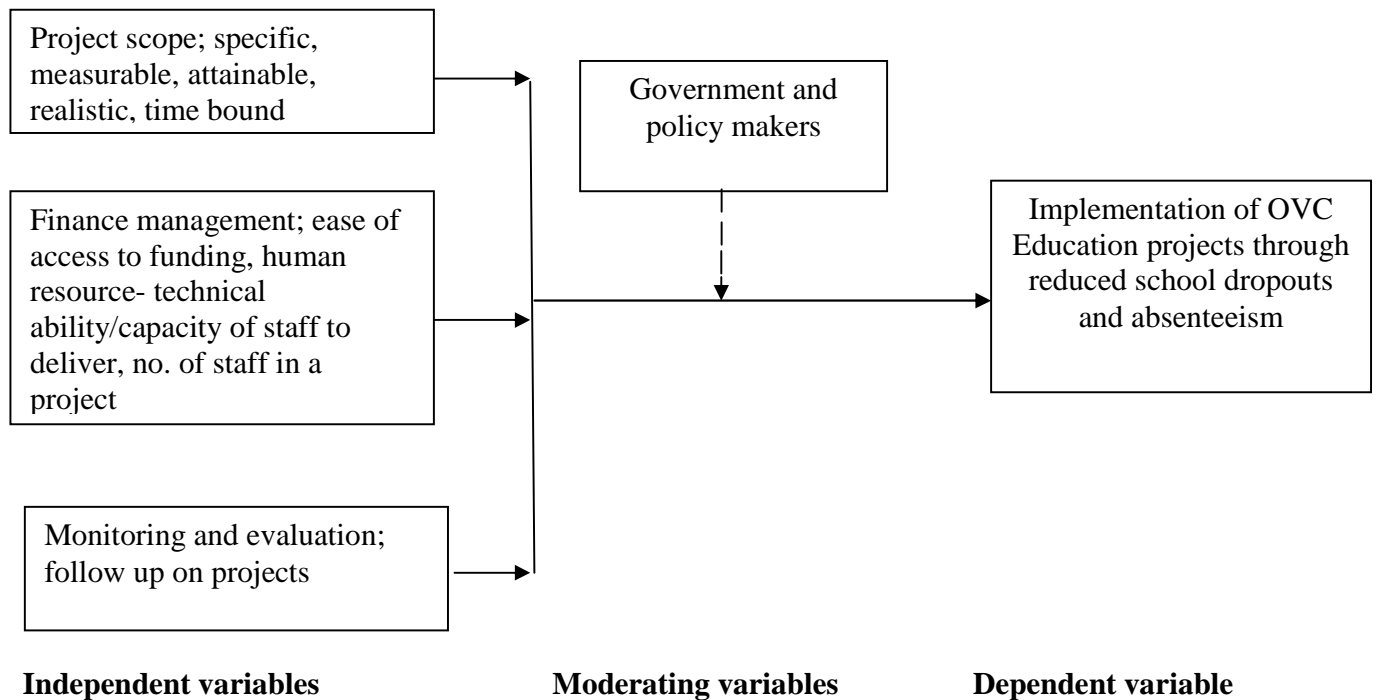 Project scope; specific,
measurable, attainable,
realistic, time bound
Finance management; ease of
access to funding, human
resource- technical
ability/capacity of staff to
deliver, no. of staff in a
project
Monitoring and evaluation;
follow up on projects
Government and
policy makers
Implementation of OVC
Education projects through
reduced school dropouts
and absenteeism
Independent variables
Moderating variables
Dependent variable